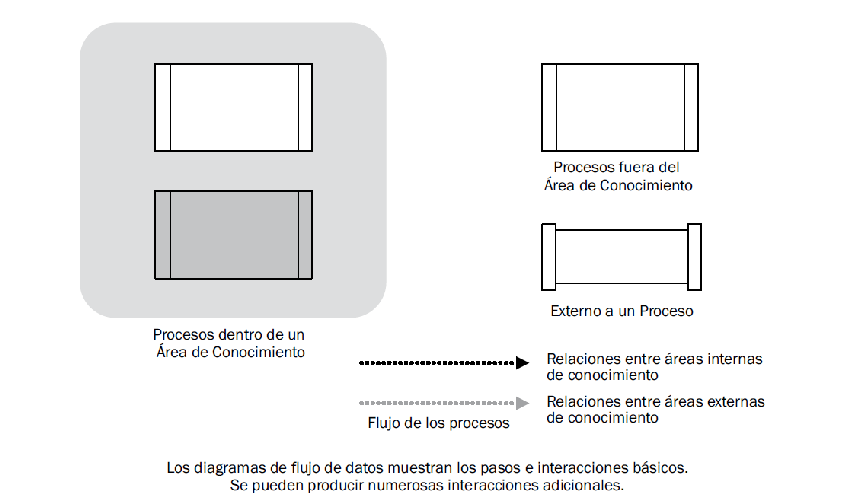 Procesos fuera del
Área de Conocimiento
Externo a un Proceso
Procesos dentro de un
Área de Conocimiento
Relaciones entre áreas internas
de conocimiento
Relaciones entre áreas externas
de conocimiento
Flujo de los procesos
Los diagramas de flujo de datos muestran los pasos e interacciones básicos.
Se pueden producir numerosas interacciones adicionales.